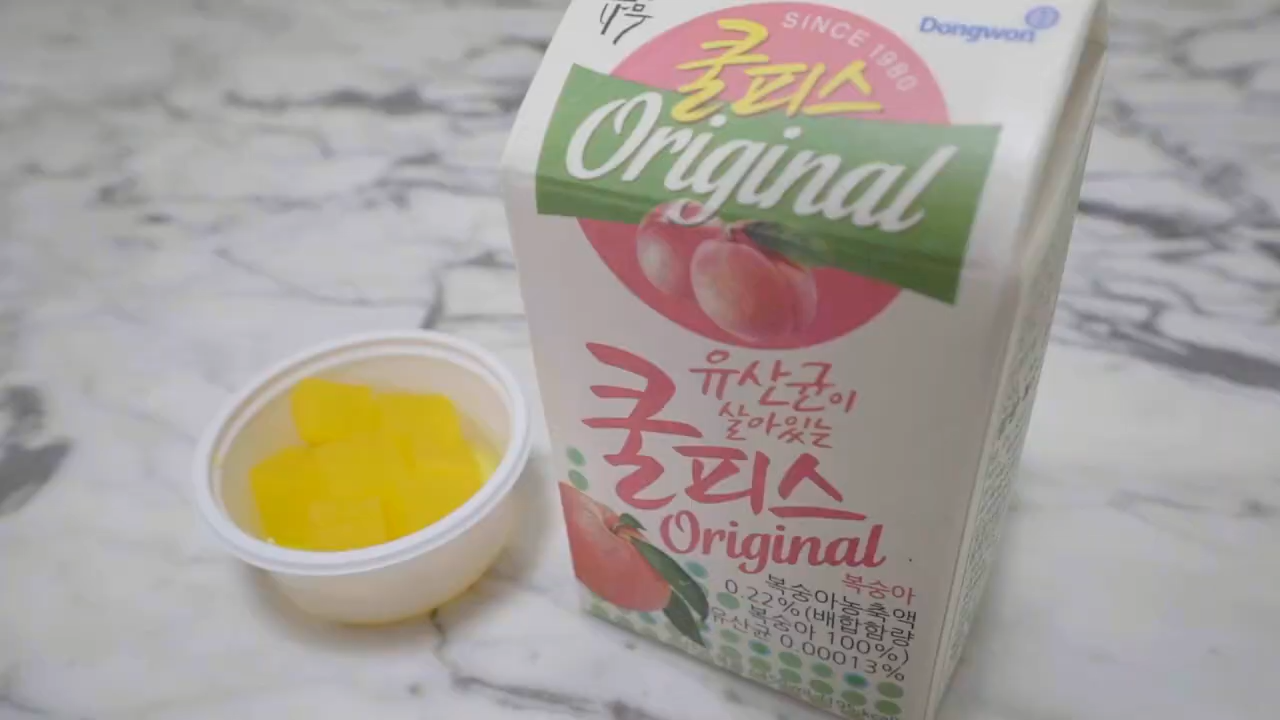 SINCE 1980
Dongwon
쿨피스
Original
유산균이
살아있는
쿨피스
Original
복숭아
복숭아농축액
0.22%(배합함량
복숭아 100%)
유산균 0.00013%